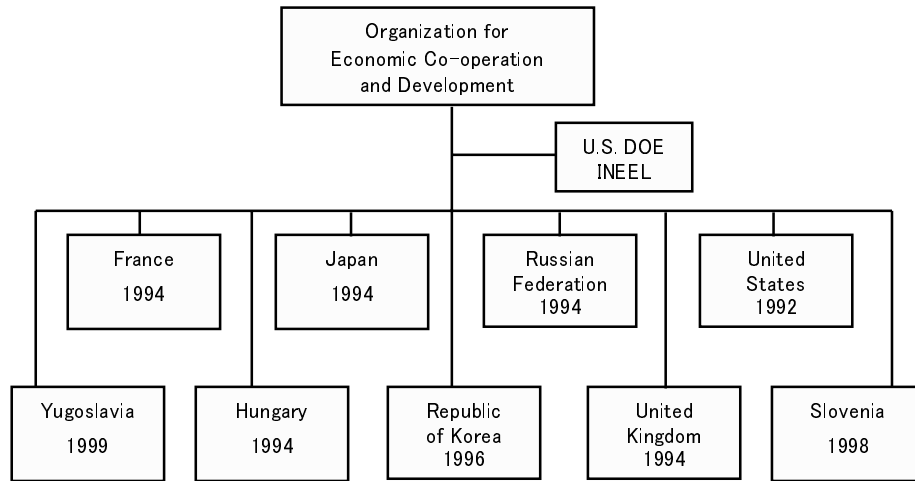 Organization for
Economic Co-operation
and Development
U.S. DOE
INEEL
France
1994
Japan
1994
Russian
Federation
1994
United
States
1992
Yugoslavia
1999
Hungary
1994
Republic
of Korea
1996
United
Kingdom
1994
Slovenia
1998